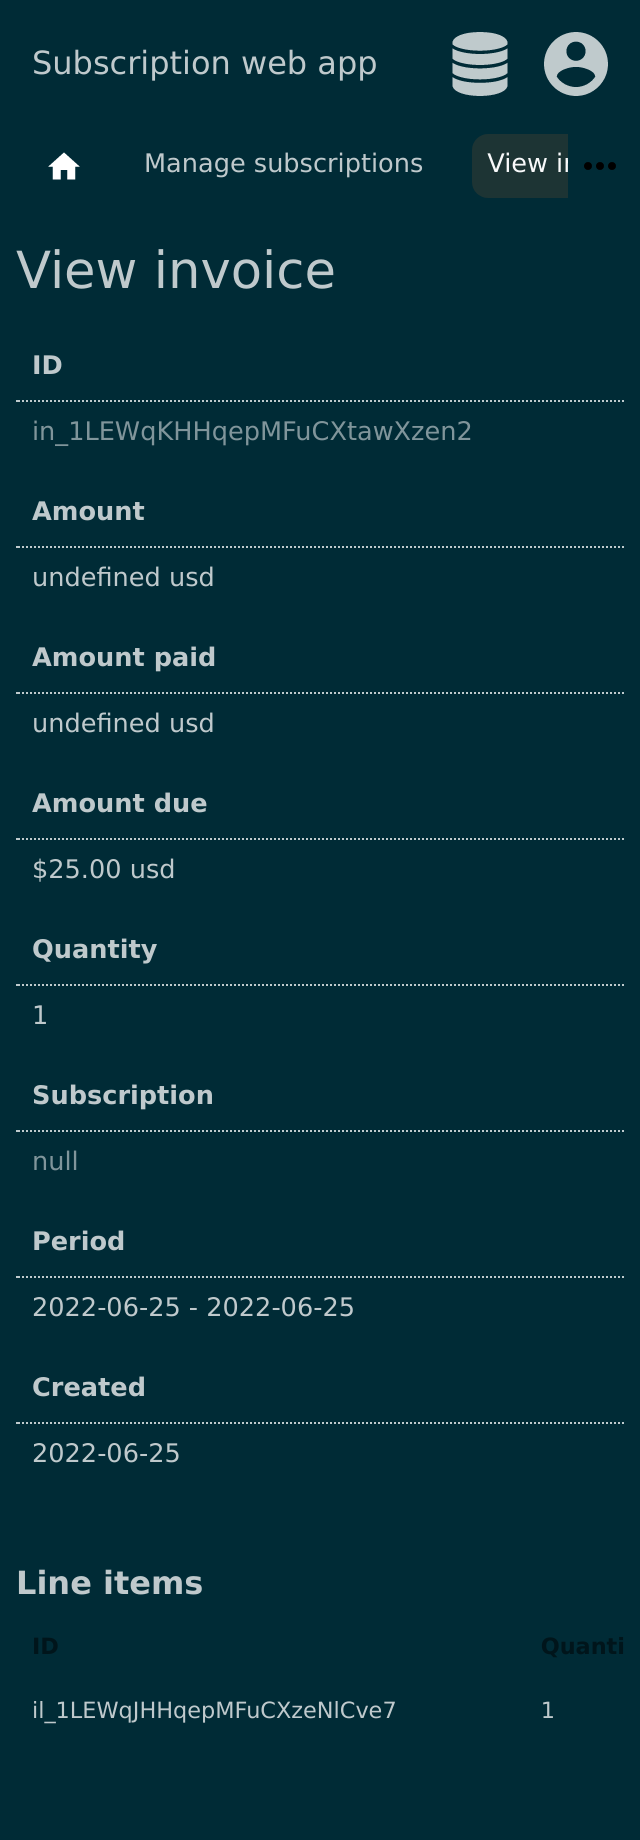 Subscription web app
Manage subscriptions View in
View invoice
ID
in_1LEWqKHHqepMFuCXtawXzen2
Amount
undefined usd
Amount paid
undefined usd
Amount due
$25.00 usd
Quantity
1
Subscription
null
Period
2022-06-25 - 2022-06-25
Created
2022-06-25
Line items
ID Quanti
il_1LEWqJHHqepMFuCXzeNlCve7 1